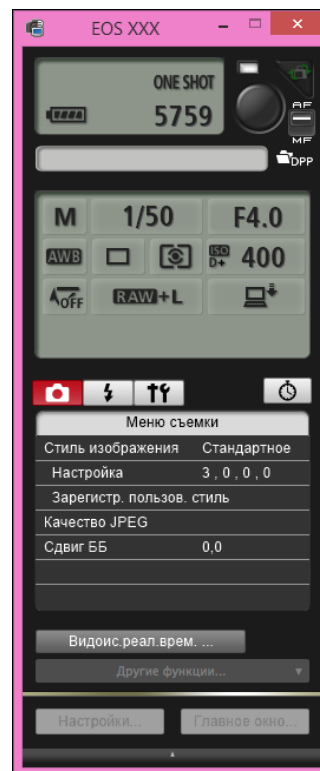 EOS XXX
ONE SHOT
5759
AF
MF
DPP
M 1/50 F4.0
AWB ISO D+ 400
OFF RAW+L
Меню съемки
Стиль изображения Стандартное
Настройка 3 , 0 , 0 , 0
Зарегистр. пользов. стиль
Качество JPEG
Сдвиг ББ 0,0
Видоис.реал.врем. ...
Другие функции...
Настройки... Главное окно...